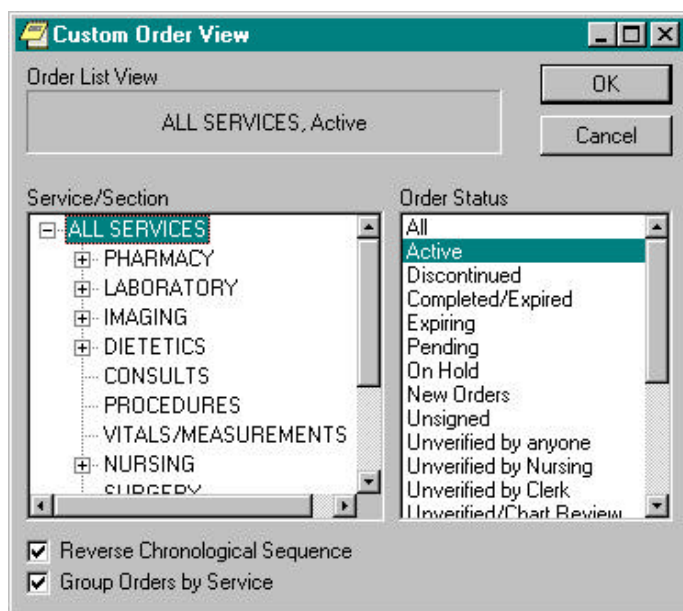 Custom Order View
Order List View
ALL SERVICES, Active
OK
Cancel
Service/Section
ALL SERVICES
PHARMACY
LABORATORY
IMAGING
DIETETICS
CONSULTS
PROCEDURES
VITALS/MEASUREMENTS
NURSING
SURGERY
Order Status
All
Active
Discontinued
Completed/Expired
Expiring
Pending
On Hold
New Orders
Unsigned
Unverified by anyone
Unverified by Nursing
Unverified by Clerk
Unverified/Chart Review
Reverse Chronological Sequence
Group Orders by Service